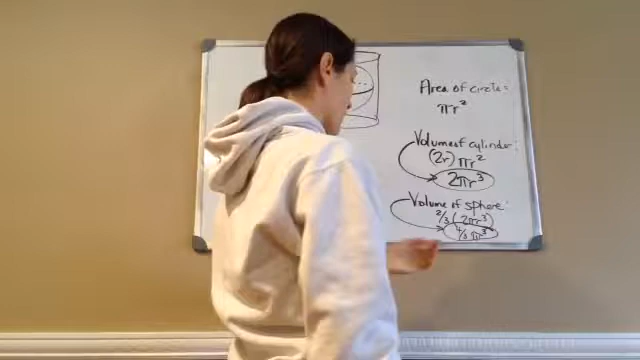 Area of circle:
πr²
Volume of cylinder:
(2r) πr²
2πr³
Volume of sphere:
2/3 (2πr³)
4/3 πr³